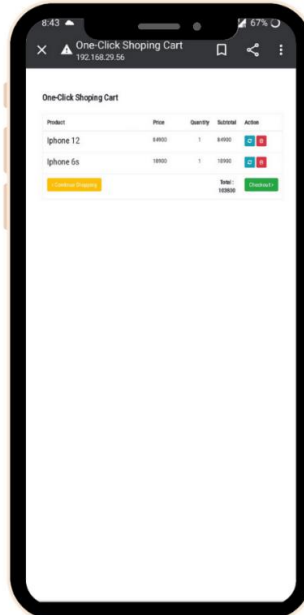 8:43 67%
One-Click Shoping Cart
192.168.29.56
One-Click Shoping Cart
Product Price Quantity Subtotal Action
Iphone 12 84900 1 84900
Iphone 6s 18900 1 18900
‹ Continue Shopping Total : Checkout ›
103800